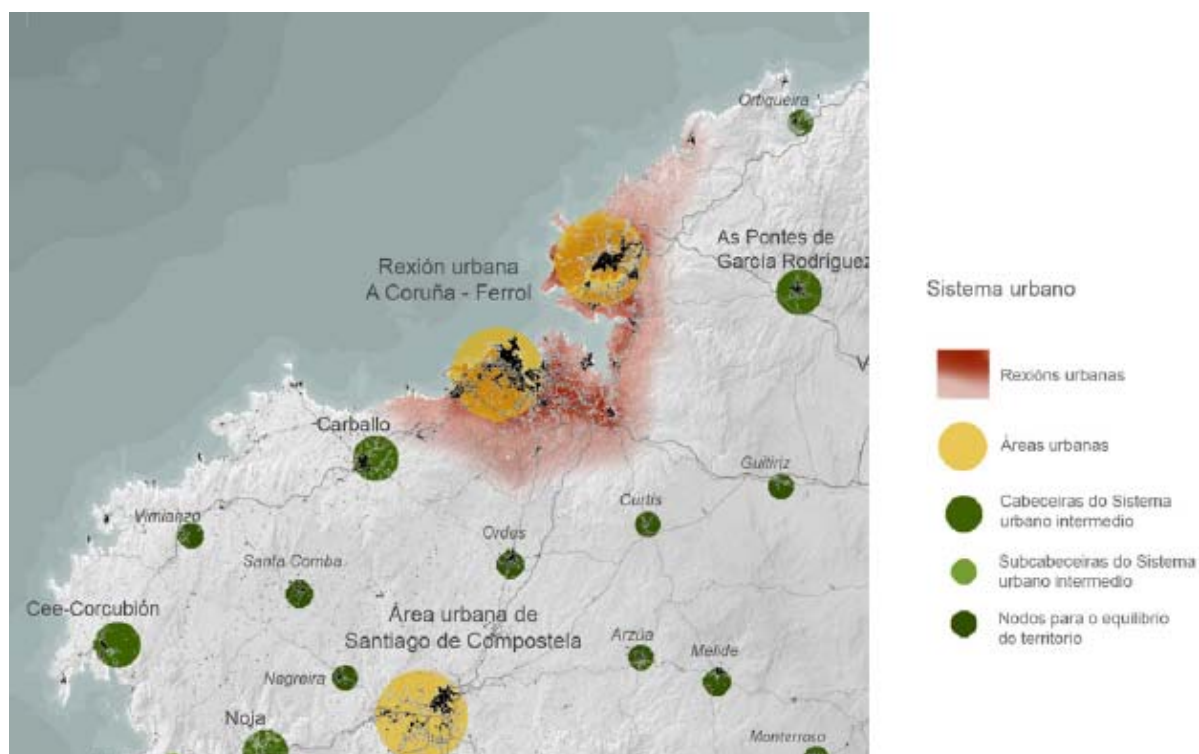 Ortigueira
As Pontes de
García Rodríguez
Rexión urbana
A Coruña - Ferrol
V
Carballo
Guitiriz
Curtis
Vimianzo
Ordes
Santa Comba
Cee-Corcubión
Área urbana de
Santiago de Compostela
Arzúa
Melide
Negreira
Noja
Monterroso
Sistema urbano
Rexións urbanas
Áreas urbanas
Cabeceiras do Sistema
urbano intermedio
Subcabeceiras do Sistema
urbano intermedio
Nodos para o equilibrio
do territorio